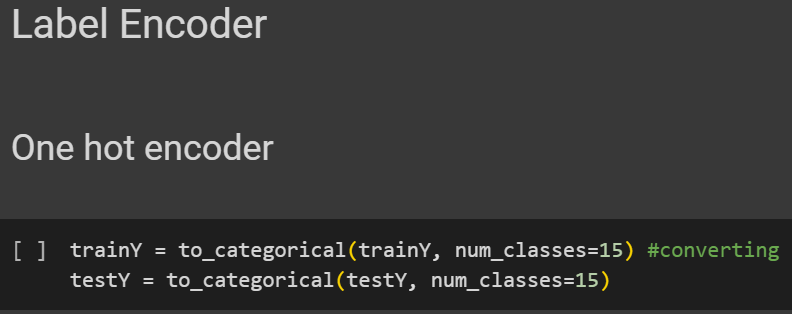 Label Encoder
One hot encoder
[ ] trainY = to_categorical(trainY, num_classes=15) #converting
testY = to_categorical(testY, num_classes=15)